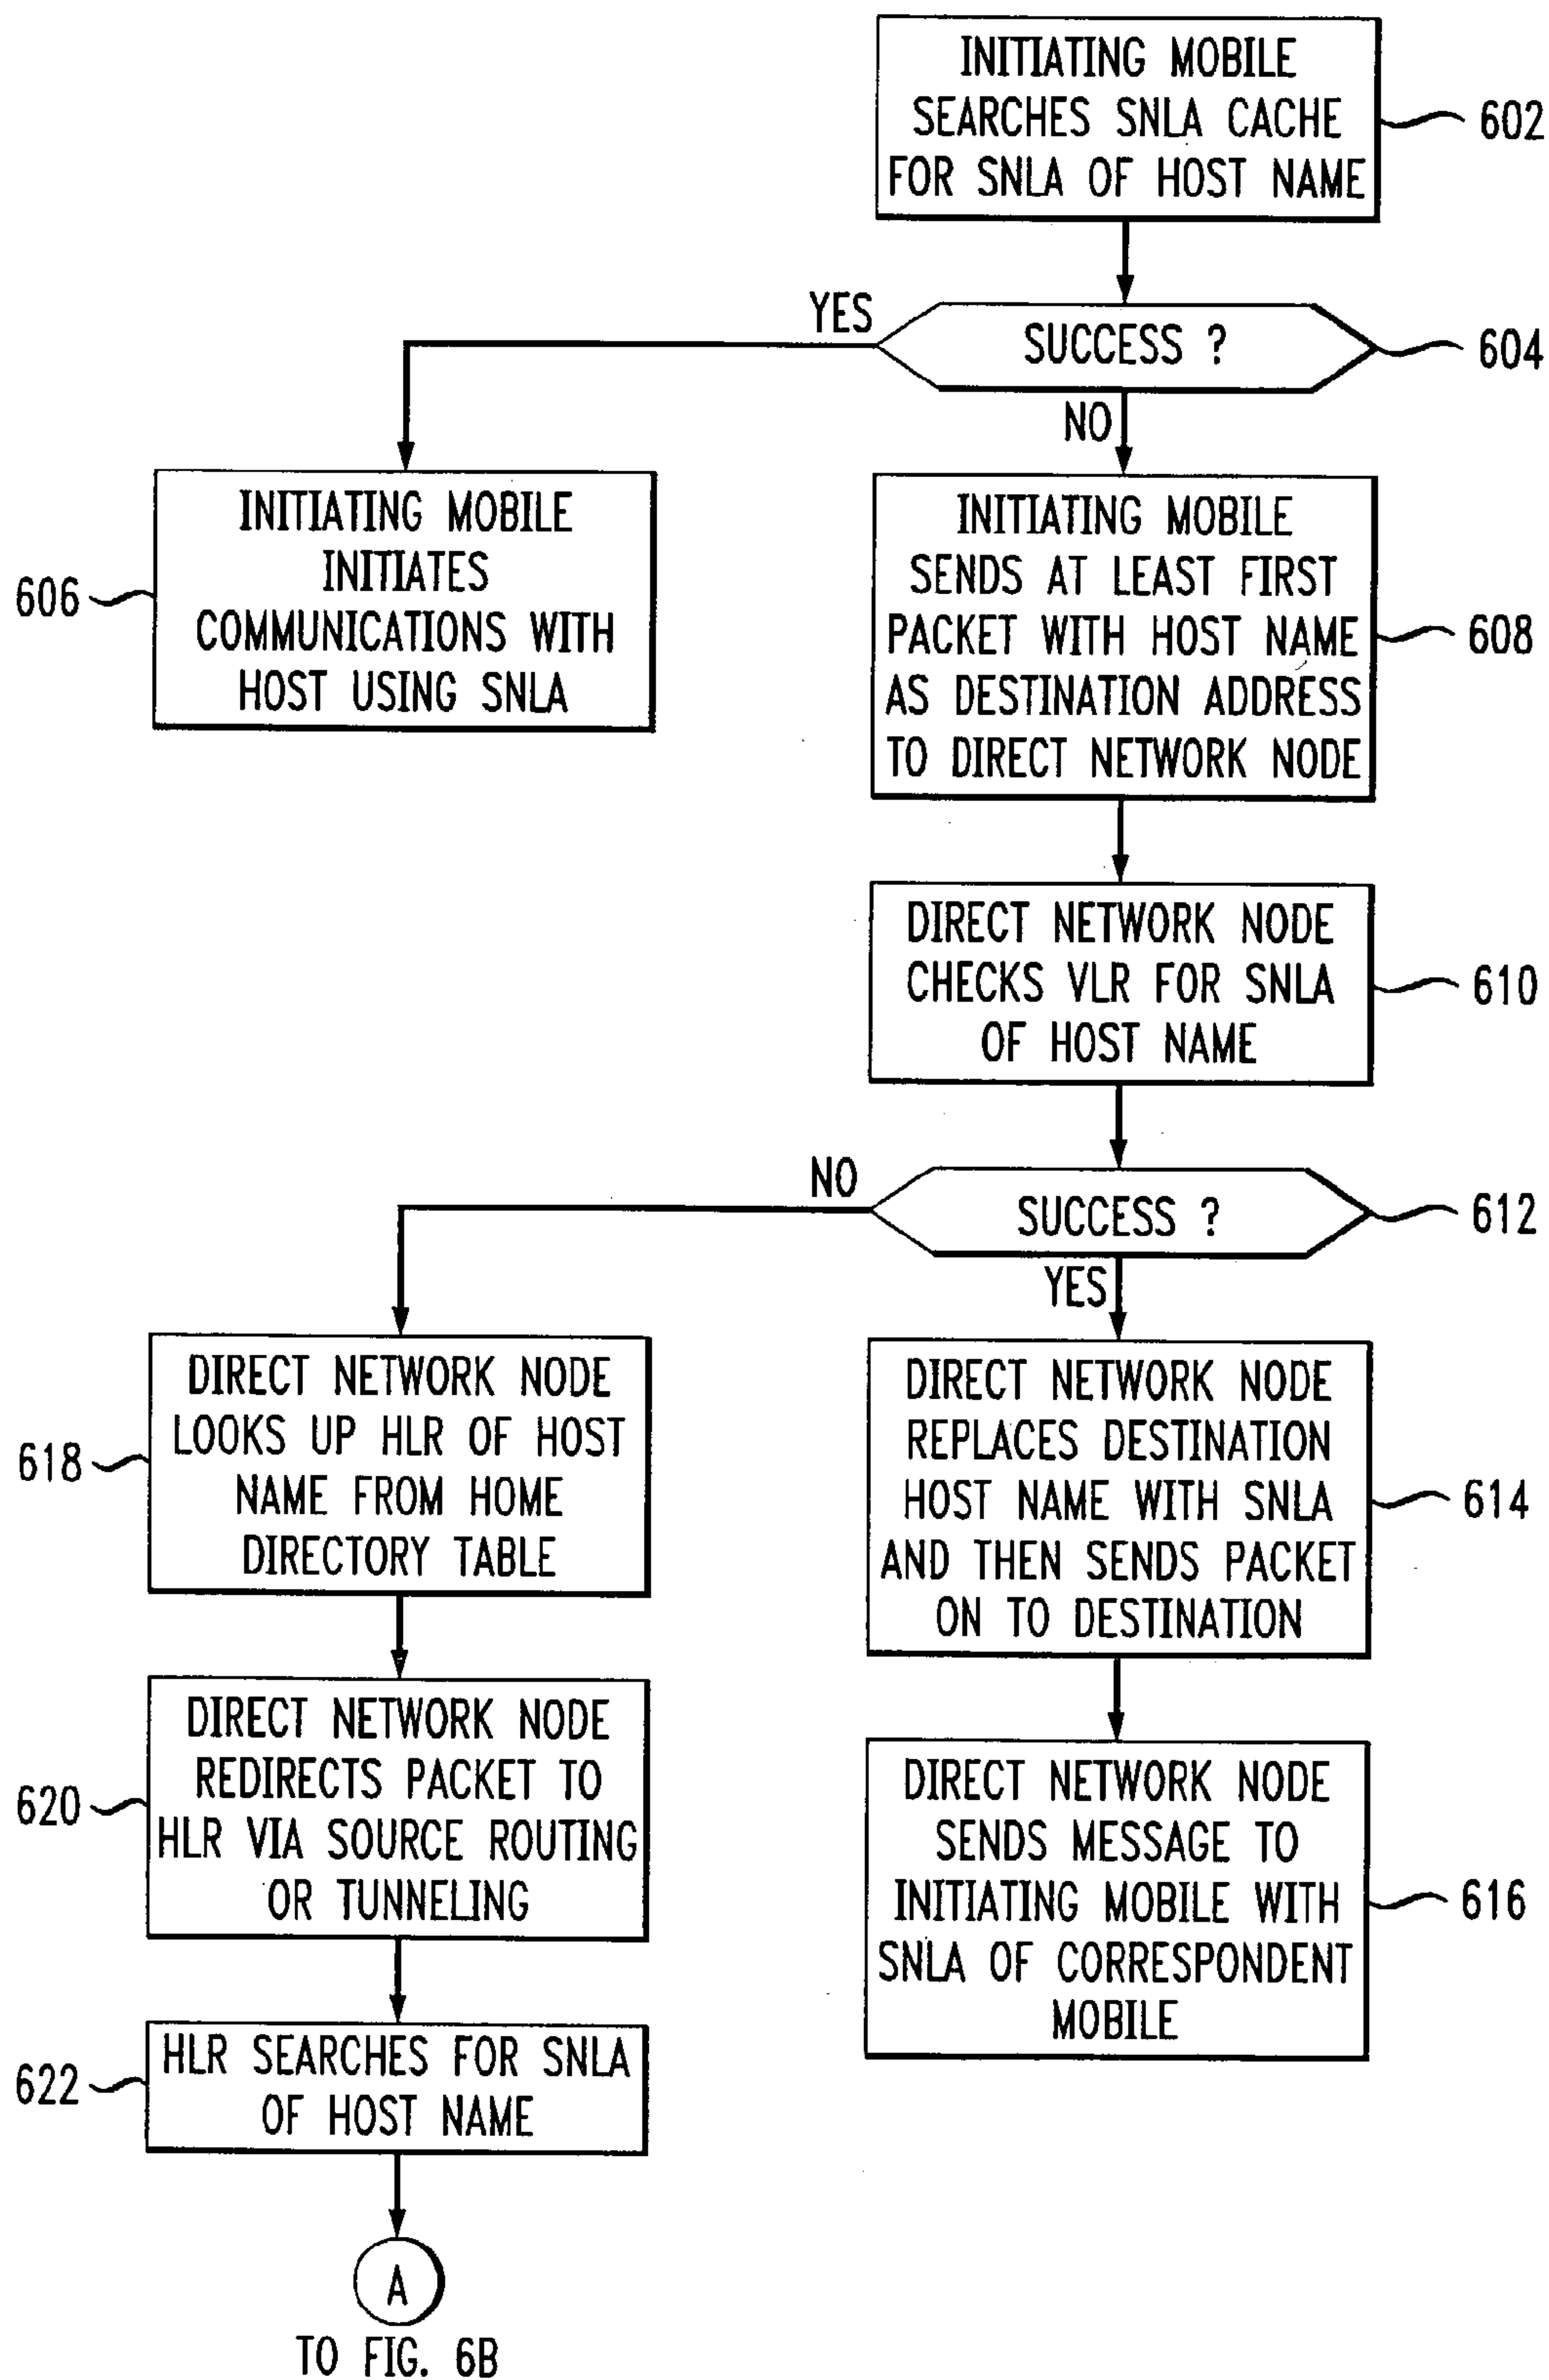 INITIATING MOBILE
SEARCHES SNLA CACHE
FOR SNLA OF HOST NAME
602
YES
SUCCESS ?
604
NO
INITIATING MOBILE
INITIATES
COMMUNICATIONS WITH
HOST USING SNLA
606
INITIATING MOBILE
SENDS AT LEAST FIRST
PACKET WITH HOST NAME
AS DESTINATION ADDRESS
TO DIRECT NETWORK NODE
608
DIRECT NETWORK NODE
CHECKS VLR FOR SNLA
OF HOST NAME
610
NO
SUCCESS ?
612
YES
DIRECT NETWORK NODE
LOOKS UP HLR OF HOST
NAME FROM HOME
DIRECTORY TABLE
618
DIRECT NETWORK NODE
REPLACES DESTINATION
HOST NAME WITH SNLA
AND THEN SENDS PACKET
ON TO DESTINATION
614
DIRECT NETWORK NODE
REDIRECTS PACKET TO
HLR VIA SOURCE ROUTING
OR TUNNELING
620
DIRECT NETWORK NODE
SENDS MESSAGE TO
INITIATING MOBILE WITH
SNLA OF CORRESPONDENT
MOBILE
616
HLR SEARCHES FOR SNLA
OF HOST NAME
622
A
TO FIG. 6B